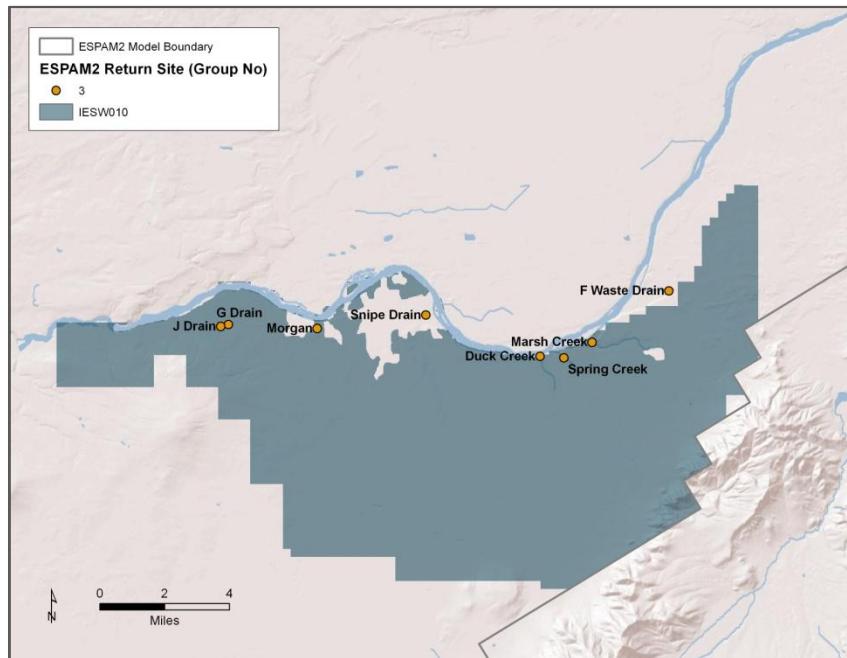 ESPAM2 Model Boundary
ESPAM2 Return Site (Group No)
3
IESW010
F Waste Drain
G Drain
J Drain
Morgan
Snipe Drain
Marsh Creek
Duck Creek
Spring Creek
N
0 2 4
Miles